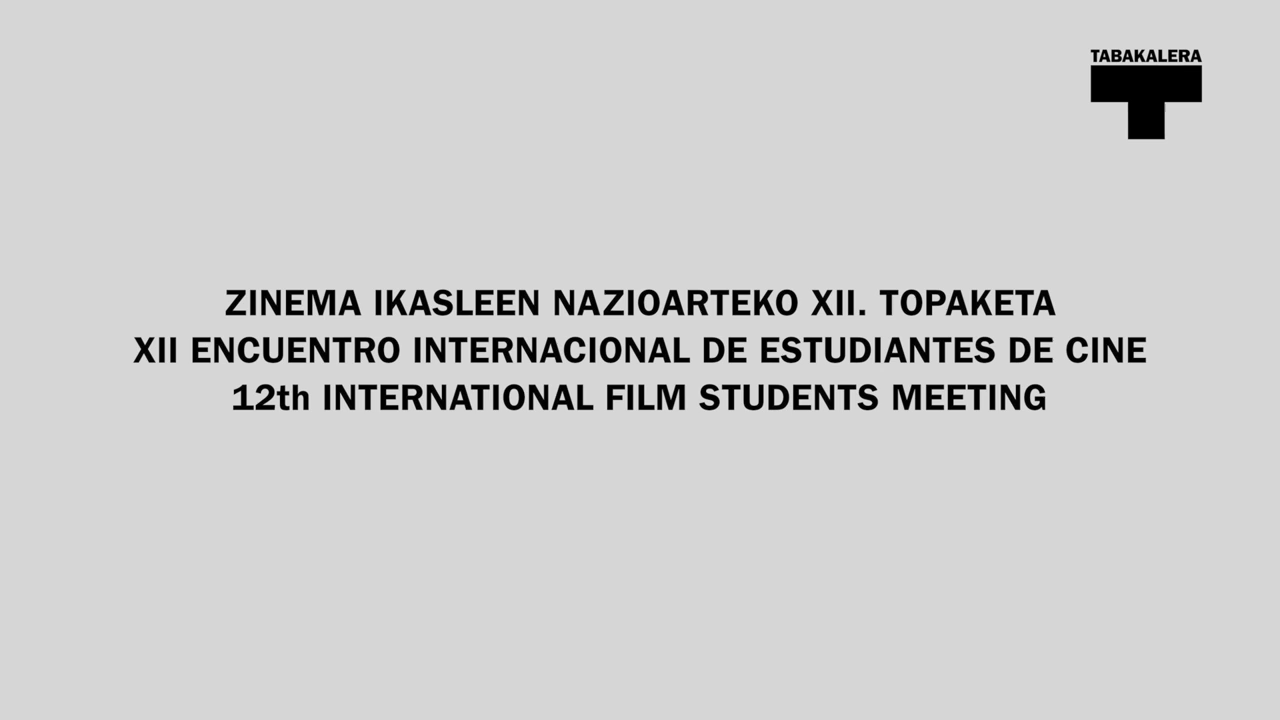 TABAKALERA
ZINEMA IKASLEEN NAZIOARTEKO XII. TOPAKETA
XII ENCUENTRO INTERNACIONAL DE ESTUDIANTES DE CINE
12th INTERNATIONAL FILM STUDENTS MEETING